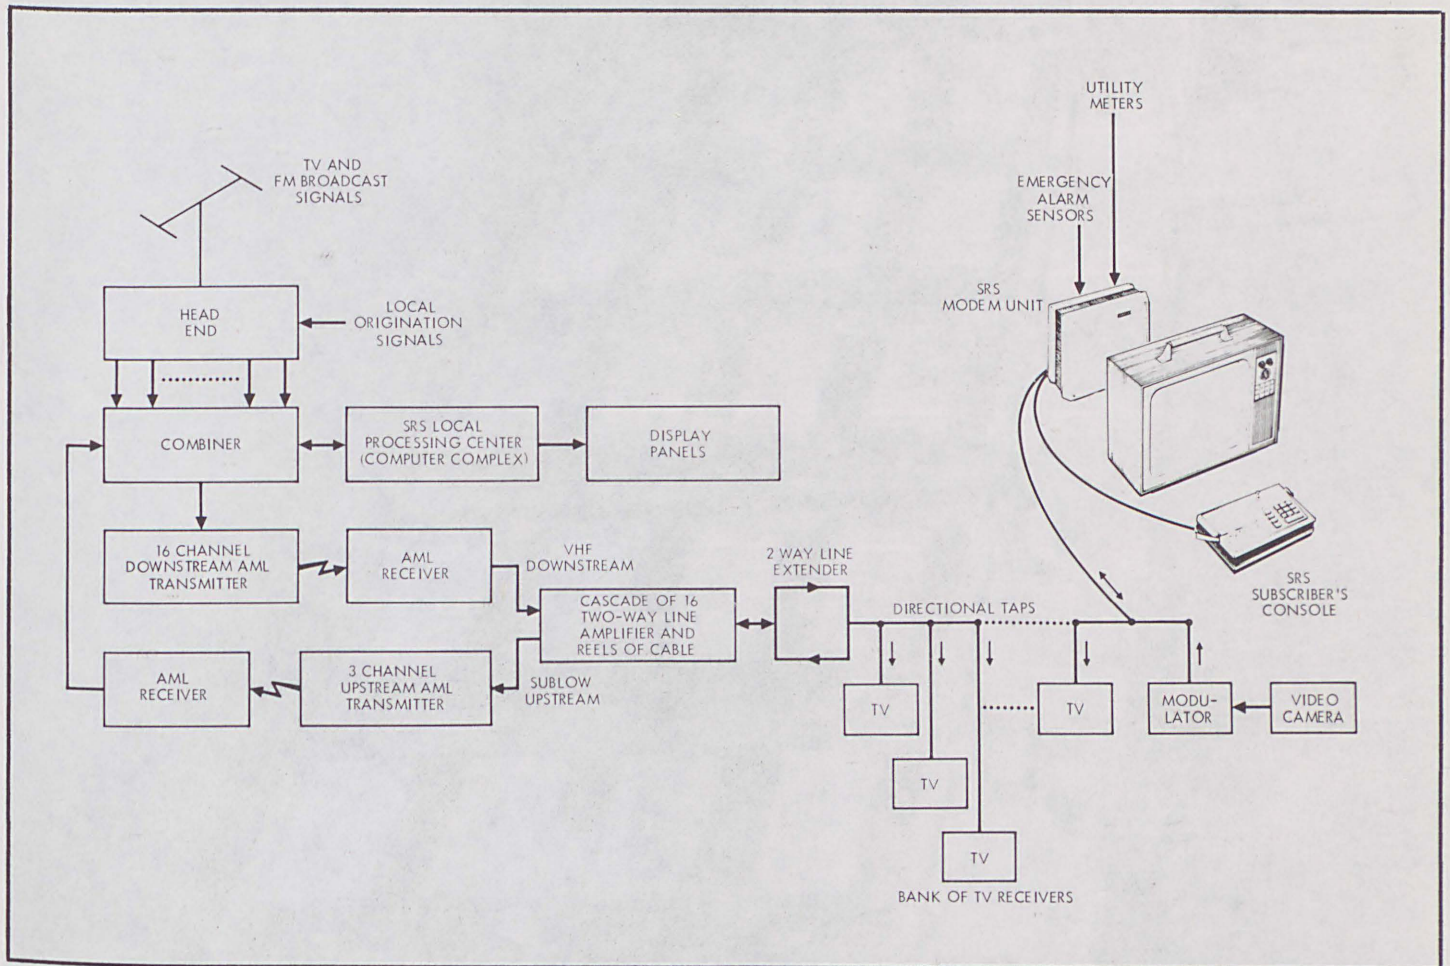 UTILITY
METERS
TV AND
FM BROADCAST
SIGNALS
EMERGENCY
ALARM
SENSORS
SRS
MODEM UNIT
HEAD
END
LOCAL
ORIGINATION
SIGNALS
COMBINER
SRS LOCAL
PROCESSING CENTER
(COMPUTER COMPLEX)
DISPLAY
PANELS
16 CHANNEL
DOWNSTREAM AML
TRANSMITTER
AML
RECEIVER
VHF
DOWNSTREAM
2 WAY LINE
EXTENDER
SRS
SUBSCRIBER'S
CONSOLE
CASCADE OF 16
TWO-WAY LINE
AMPLIFIER AND
REELS OF CABLE
DIRECTIONAL TAPS
AML
RECEIVER
3 CHANNEL
UPSTREAM AML
TRANSMITTER
SUBLOW
UPSTREAM
TV
TV
MODU-
LATOR
VIDEO
CAMERA
TV
TV
BANK OF TV RECEIVERS